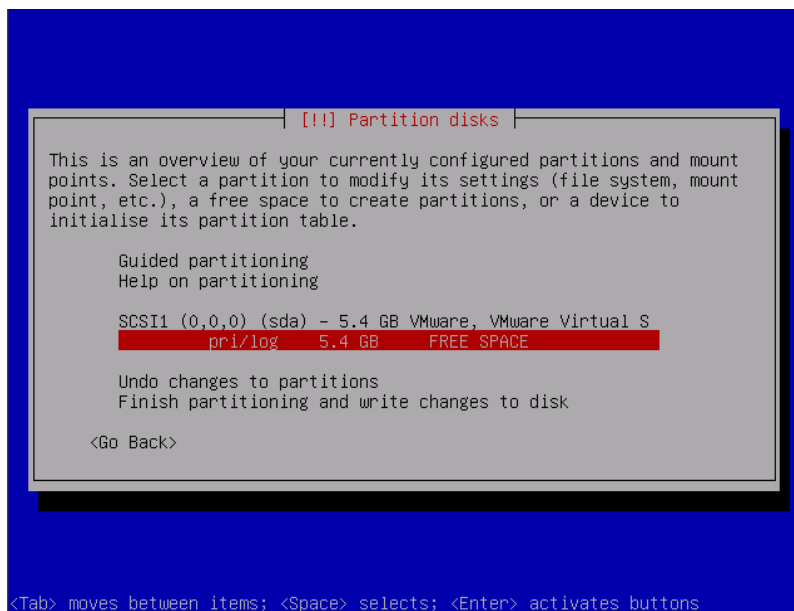 [!!] Partition disks
This is an overview of your currently configured partitions and mount
points. Select a partition to modify its settings (file system, mount
point, etc.), a free space to create partitions, or a device to
initialise its partition table.
Guided partitioning
Help on partitioning
SCSI1 (0,0,0) (sda) - 5.4 GB VMware, VMware Virtual S
pri/log 5.4 GB FREE SPACE
Undo changes to partitions
Finish partitioning and write changes to disk
<Go Back>
<Tab> moves between items; <Space> selects; <Enter> activates buttons